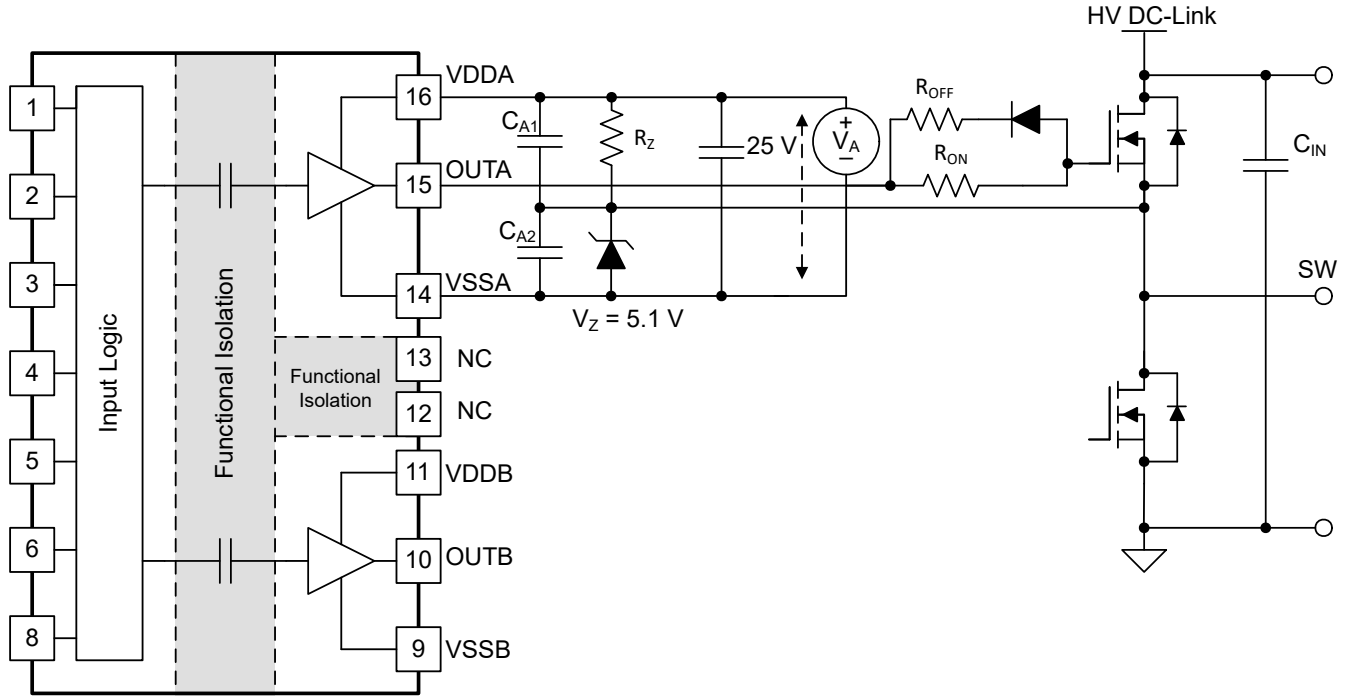 HV DC-Link
1
2
3
4
5
6
8
Input Logic
Functional Isolation
Functional
Isolation
16
VDDA
15
OUTA
14
VSSA
13
NC
12
NC
11
VDDB
10
OUTB
9
VSSB
CA1
CA2
RZ
VZ = 5.1 V
25 V
+
VA
–
ROFF
RON
CIN
SW